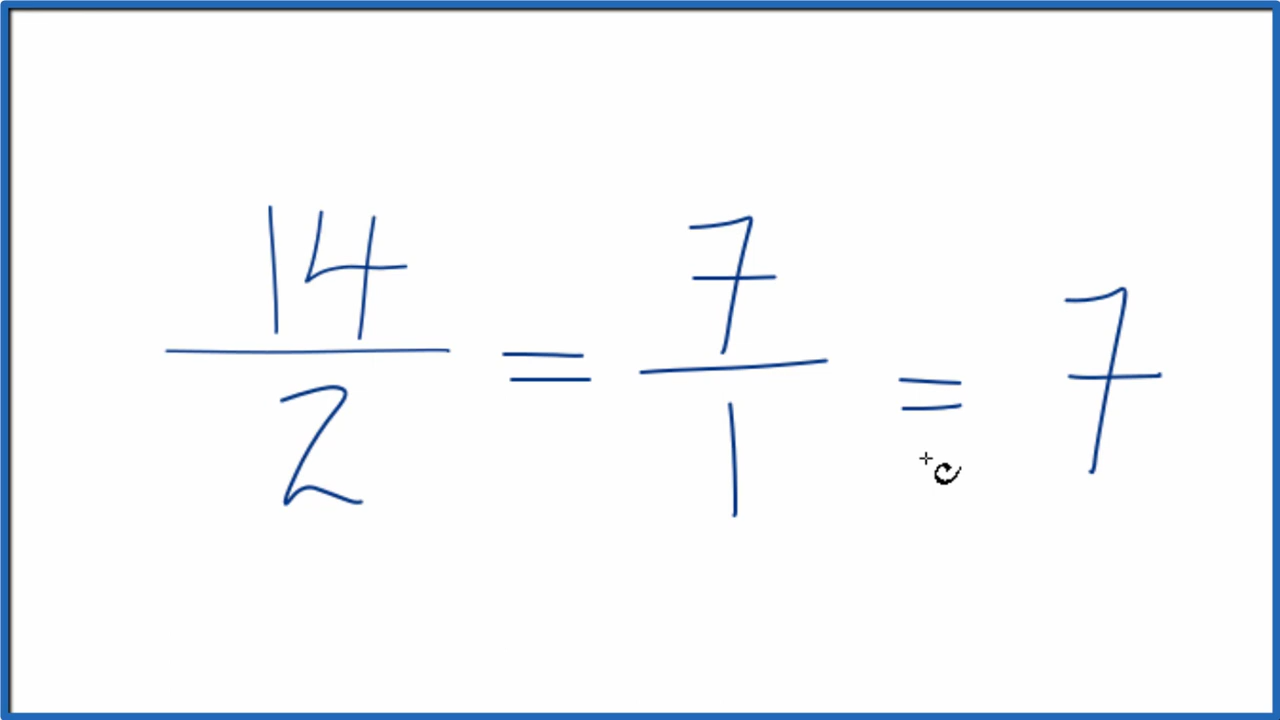 14/2 = 7/1 = 7